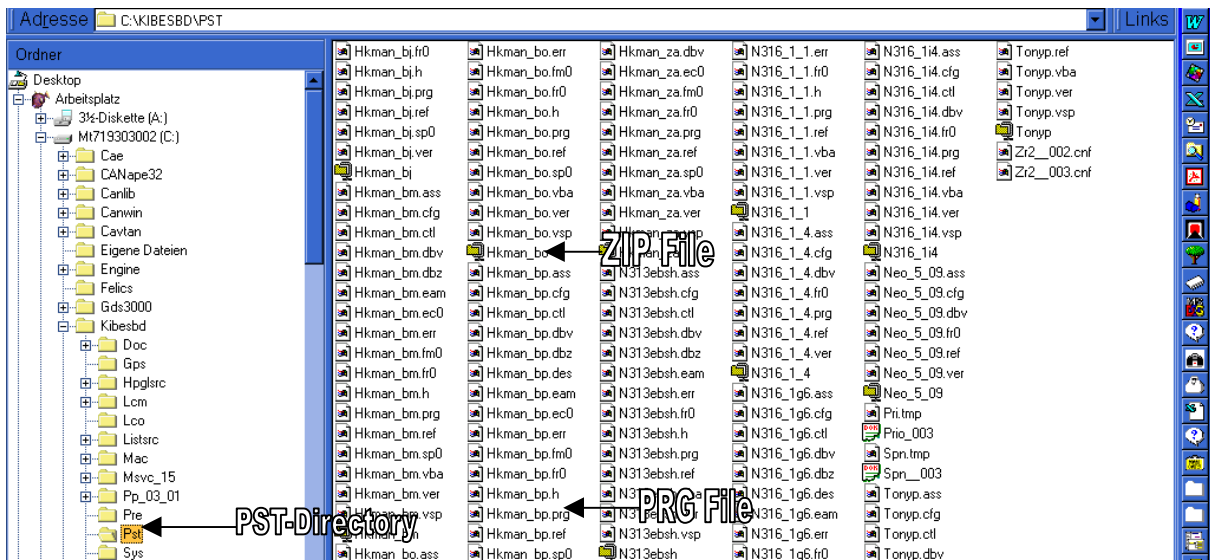 Adresse C:\KIBESBD\PST Links
Ordner
Desktop
Arbeitsplatz
3½-Diskette (A:)
Mt719303002 (C:)
Cae
CANape32
Canlib
Canwin
Cavtan
Eigene Dateien
Engine
Felics
Gds3000
Kibesbd
Doc
Gps
Hpglsrc
Lcm
Lco
Listsrc
Mac
Msvc_15
Pp_03_01
Pre
Pst
Sys
PST-Directory
Hkman_bj.fr0
Hkman_bj.h
Hkman_bj.prg
Hkman_bj.ref
Hkman_bj.sp0
Hkman_bj.ver
Hkman_bj
Hkman_bm.ass
Hkman_bm.cfg
Hkman_bm.ctl
Hkman_bm.dbv
Hkman_bm.dbz
Hkman_bm.eam
Hkman_bm.ec0
Hkman_bm.err
Hkman_bm.fm0
Hkman_bm.fr0
Hkman_bm.h
Hkman_bm.prg
Hkman_bm.ref
Hkman_bm.sp0
Hkman_bm.vba
Hkman_bm.ver
Hkman_bm.vsp
Hkman_bo.ass
Hkman_bo.err
Hkman_bo.fm0
Hkman_bo.fr0
Hkman_bo.h
Hkman_bo.prg
Hkman_bo.ref
Hkman_bo.sp0
Hkman_bo.vba
Hkman_bo.ver
Hkman_bo.vsp
Hkman_bo
Hkman_bp.ass
Hkman_bp.cfg
Hkman_bp.ctl
Hkman_bp.dbv
Hkman_bp.dbz
Hkman_bp.des
Hkman_bp.eam
Hkman_bp.ec0
Hkman_bp.err
Hkman_bp.fm0
Hkman_bp.fr0
Hkman_bp.h
Hkman_bp.prg
Hkman_bp.ref
Hkman_bp.sp0
Hkman_za.dbv
Hkman_za.ec0
Hkman_za.fm0
Hkman_za.fr0
Hkman_za.prg
Hkman_za.ref
Hkman_za.sp0
Hkman_za.vba
Hkman_za.ver
ZIP File
N313ebsh.ass
N313ebsh.cfg
N313ebsh.ctl
N313ebsh.dbv
N313ebsh.dbz
N313ebsh.eam
N313ebsh.err
N313ebsh.fr0
N313ebsh.h
N313ebsh.prg
N313ebsh.ref
PRG File
N313ebsh.vsp
N313ebsh
N316_1_1.err
N316_1_1.fr0
N316_1_1.h
N316_1_1.prg
N316_1_1.ref
N316_1_1.vba
N316_1_1.ver
N316_1_1.vsp
N316_1_1
N316_1_4.ass
N316_1_4.cfg
N316_1_4.dbv
N316_1_4.fr0
N316_1_4.prg
N316_1_4.ref
N316_1_4.ver
N316_1_4
N316_1g6.ass
N316_1g6.cfg
N316_1g6.ctl
N316_1g6.dbv
N316_1g6.dbz
N316_1g6.des
N316_1g6.eam
N316_1g6.err
N316_1g6.fr0
N316_1i4.ass
N316_1i4.cfg
N316_1i4.ctl
N316_1i4.dbv
N316_1i4.fr0
N316_1i4.prg
N316_1i4.ref
N316_1i4.vba
N316_1i4.ver
N316_1i4.vsp
N316_1i4
Neo_5_09.ass
Neo_5_09.cfg
Neo_5_09.dbv
Neo_5_09.fr0
Neo_5_09.ref
Neo_5_09.ver
Neo_5_09
Pri.tmp
Prio_003
Spn.tmp
Spn__003
Tonyp.ass
Tonyp.cfg
Tonyp.ctl
Tonyp.dbv
Tonyp.ref
Tonyp.vba
Tonyp.ver
Tonyp.vsp
Tonyp
Zr2__002.cnf
Zr2__003.cnf